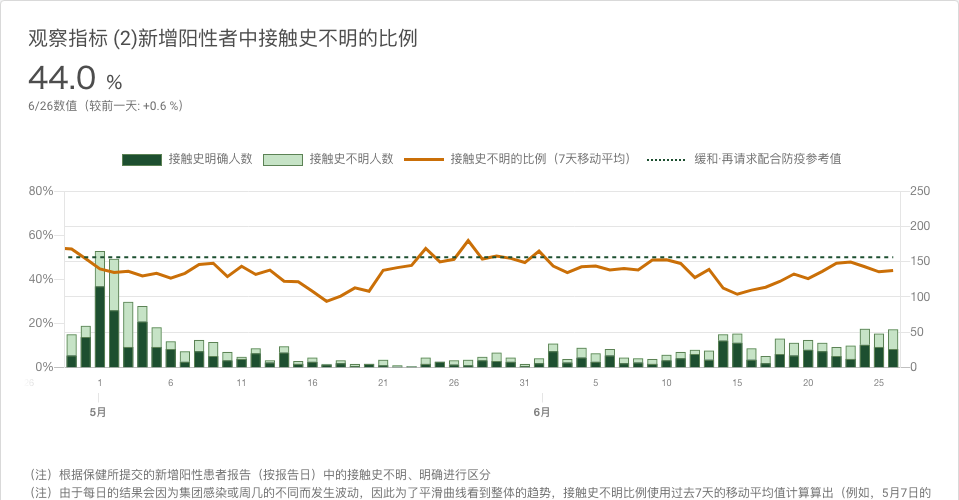 观察指标 (2)新增阳性者中接触史不明的比例
44.0 %
6/26数值（较前一天: +0.6 %）
接触史明确人数 接触史不明人数 接触史不明的比例（7天移动平均） 缓和·再请求配合防疫参考值
80% 250
60% 200
40% 150
20% 100
0% 50
0
1 6 11 16 21 26 31 5 10 15 20 25
5月 6月
（注）根据保健所提交的新增阳性患者报告（按报告日）中的接触史不明、明确进行区分
（注）由于每日的结果会因为集团感染或周几的不同而发生波动，因此为了平滑曲线看到整体的趋势，接触史不明比例使用过去7天的移动平均值计算算出（例如，5月7日的